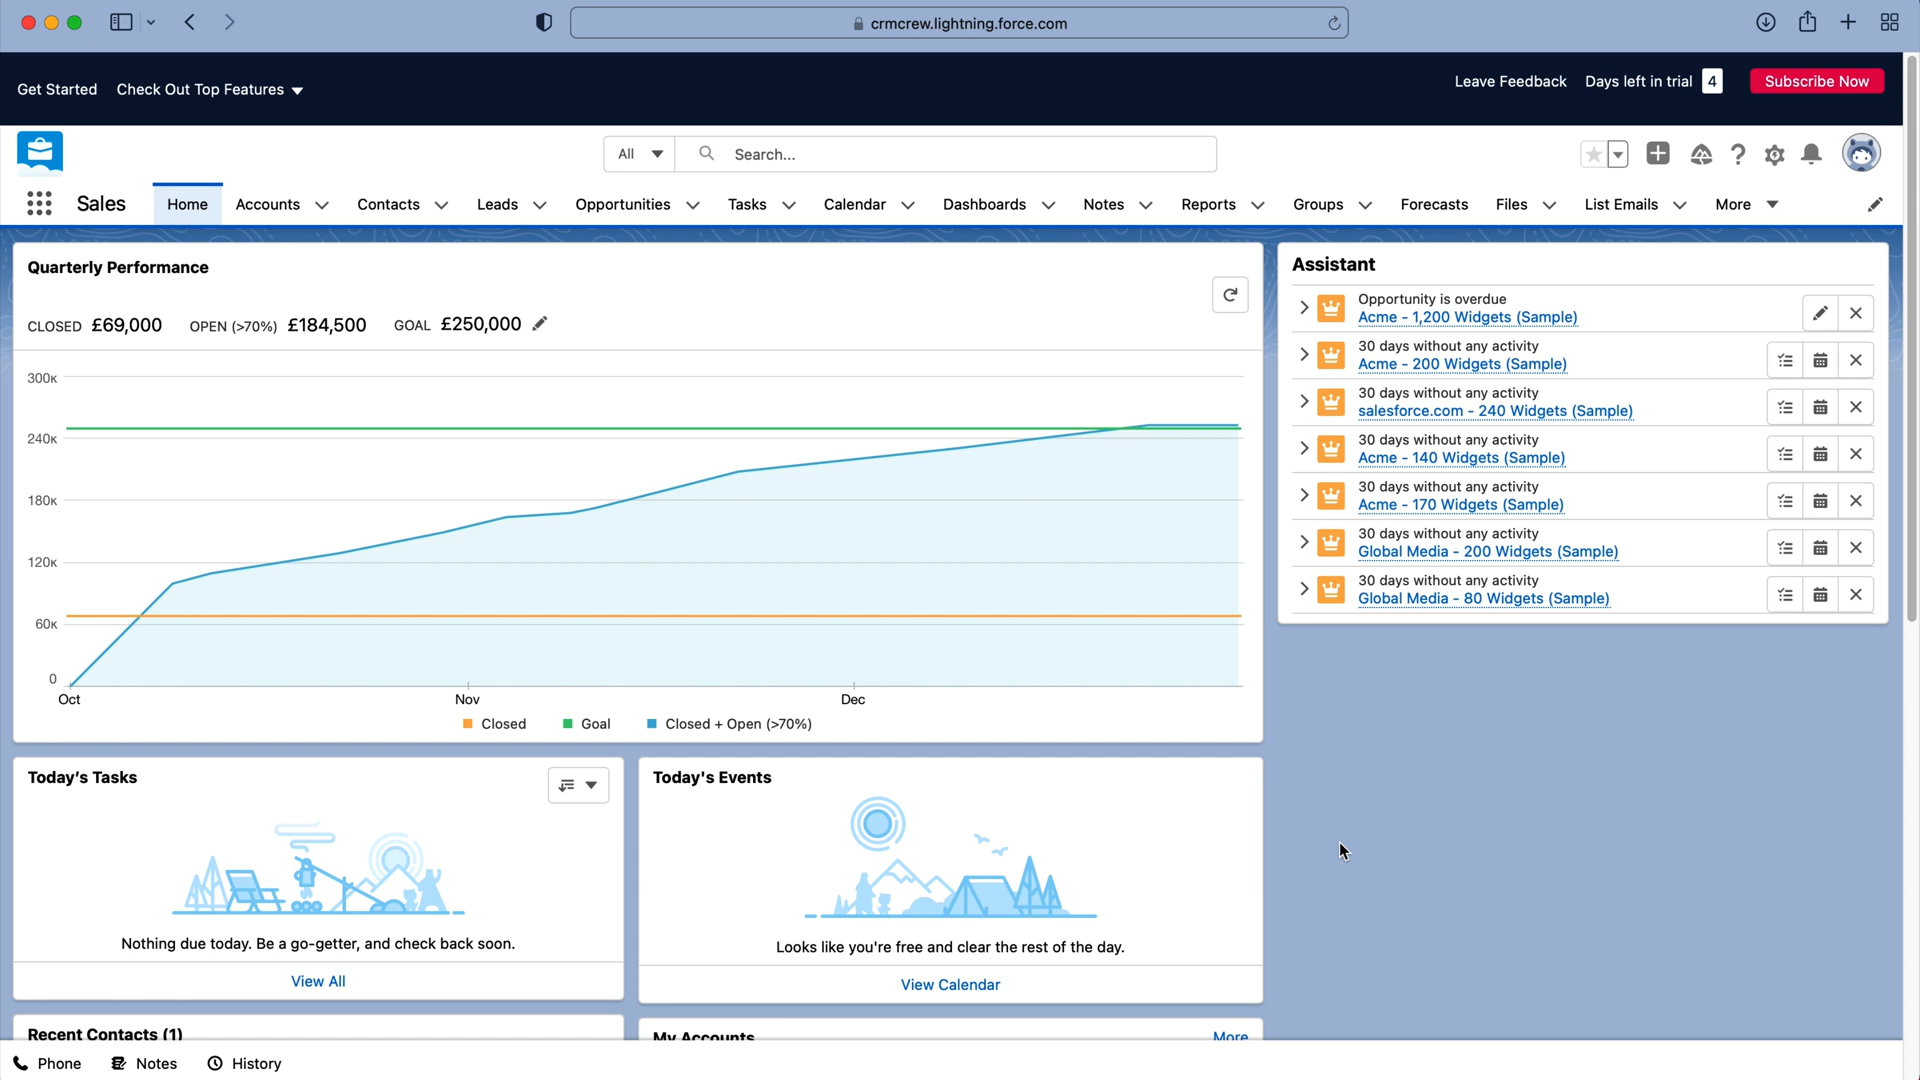 crmcrew.lightning.force.com
Get Started
Check Out Top Features
Leave Feedback
Days left in trial 4
Subscribe Now
All
Search...
Sales
Home
Accounts
Contacts
Leads
Opportunities
Tasks
Calendar
Dashboards
Notes
Reports
Groups
Forecasts
Files
List Emails
More
Quarterly Performance
CLOSED £69,000
OPEN (>70%) £184,500
GOAL £250,000
300K
240K
180K
120K
60K
0
Oct
Nov
Dec
Closed
Goal
Closed + Open (>70%)
Assistant
Opportunity is overdue
Acme - 1,200 Widgets (Sample)
30 days without any activity
Acme - 200 Widgets (Sample)
30 days without any activity
salesforce.com - 240 Widgets (Sample)
30 days without any activity
Acme - 140 Widgets (Sample)
30 days without any activity
Acme - 170 Widgets (Sample)
30 days without any activity
Global Media - 200 Widgets (Sample)
30 days without any activity
Global Media - 80 Widgets (Sample)
Today's Tasks
Nothing due today. Be a go-getter, and check back soon.
View All
Today's Events
Looks like you're free and clear the rest of the day.
View Calendar
Recent Contacts (1)
My Accounts
More
Phone
Notes
History